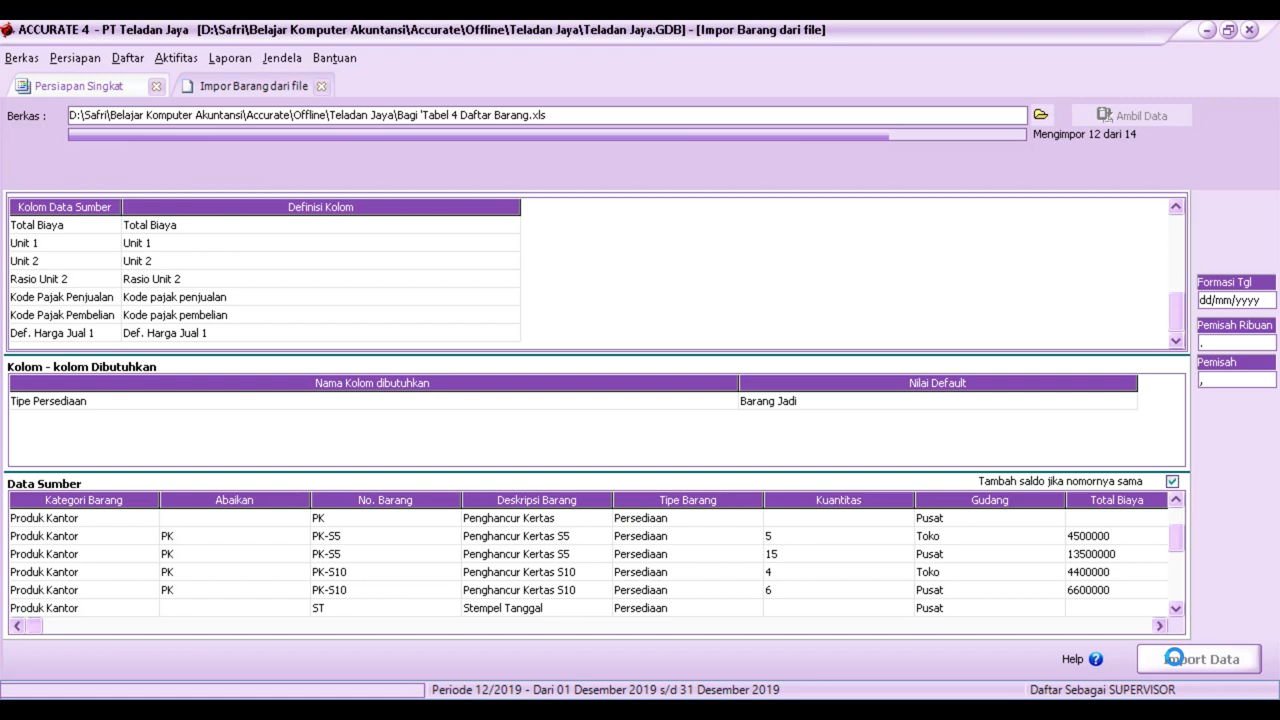 ACCURATE 4 - PT Teladan Jaya [D:\Safri\Belajar Komputer Akuntansi\Accurate\Offline\Teladan Jaya\Teladan Jaya.GDB] - [Impor Barang dari file]
Berkas Persiapan Daftar Aktifitas Laporan Jendela Bantuan
Persiapan Singkat Impor Barang dari file
Berkas : D:\Safri\Belajar Komputer Akuntansi\Accurate\Offline\Teladan Jaya\Bagi 'Tabel 4 Daftar Barang.xls Ambil Data
Mengimpor 12 dari 14
Kolom Data Sumber Definisi Kolom
Total Biaya Total Biaya
Unit 1 Unit 1
Unit 2 Unit 2
Rasio Unit 2 Rasio Unit 2
Kode Pajak Penjualan Kode pajak penjualan
Kode Pajak Pembelian Kode pajak pembelian
Def. Harga Jual 1 Def. Harga Jual 1
Formasi Tgl
dd/mm/yyyy
Pemisah Ribuan
.
Pemisah
,
Kolom - kolom Dibutuhkan
Nama Kolom dibutuhkan Nilai Default
Tipe Persediaan Barang Jadi
Data Sumber Tambah saldo jika nomornya sama
Kategori Barang Abaikan No. Barang Deskripsi Barang Tipe Barang Kuantitas Gudang Total Biaya
Produk Kantor PK Penghancur Kertas Persediaan Pusat
Produk Kantor PK PK-S5 Penghancur Kertas S5 Persediaan 5 Toko 4500000
Produk Kantor PK PK-S5 Penghancur Kertas S5 Persediaan 15 Pusat 13500000
Produk Kantor PK PK-S10 Penghancur Kertas S10 Persediaan 4 Toko 4400000
Produk Kantor PK PK-S10 Penghancur Kertas S10 Persediaan 6 Pusat 6600000
Produk Kantor ST Stempel Tanggal Persediaan Pusat
Help ? Import Data
Periode 12/2019 - Dari 01 Desember 2019 s/d 31 Desember 2019 Daftar Sebagai SUPERVISOR